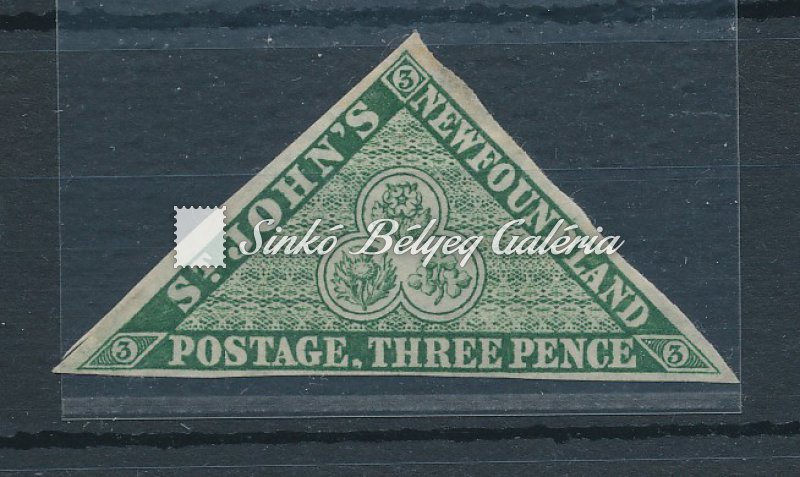 3
ST. JOHN'S
NEWFOUNDLAND
Sinkó Bélyeg Galéria
3 POSTAGE, THREE PENCE 3